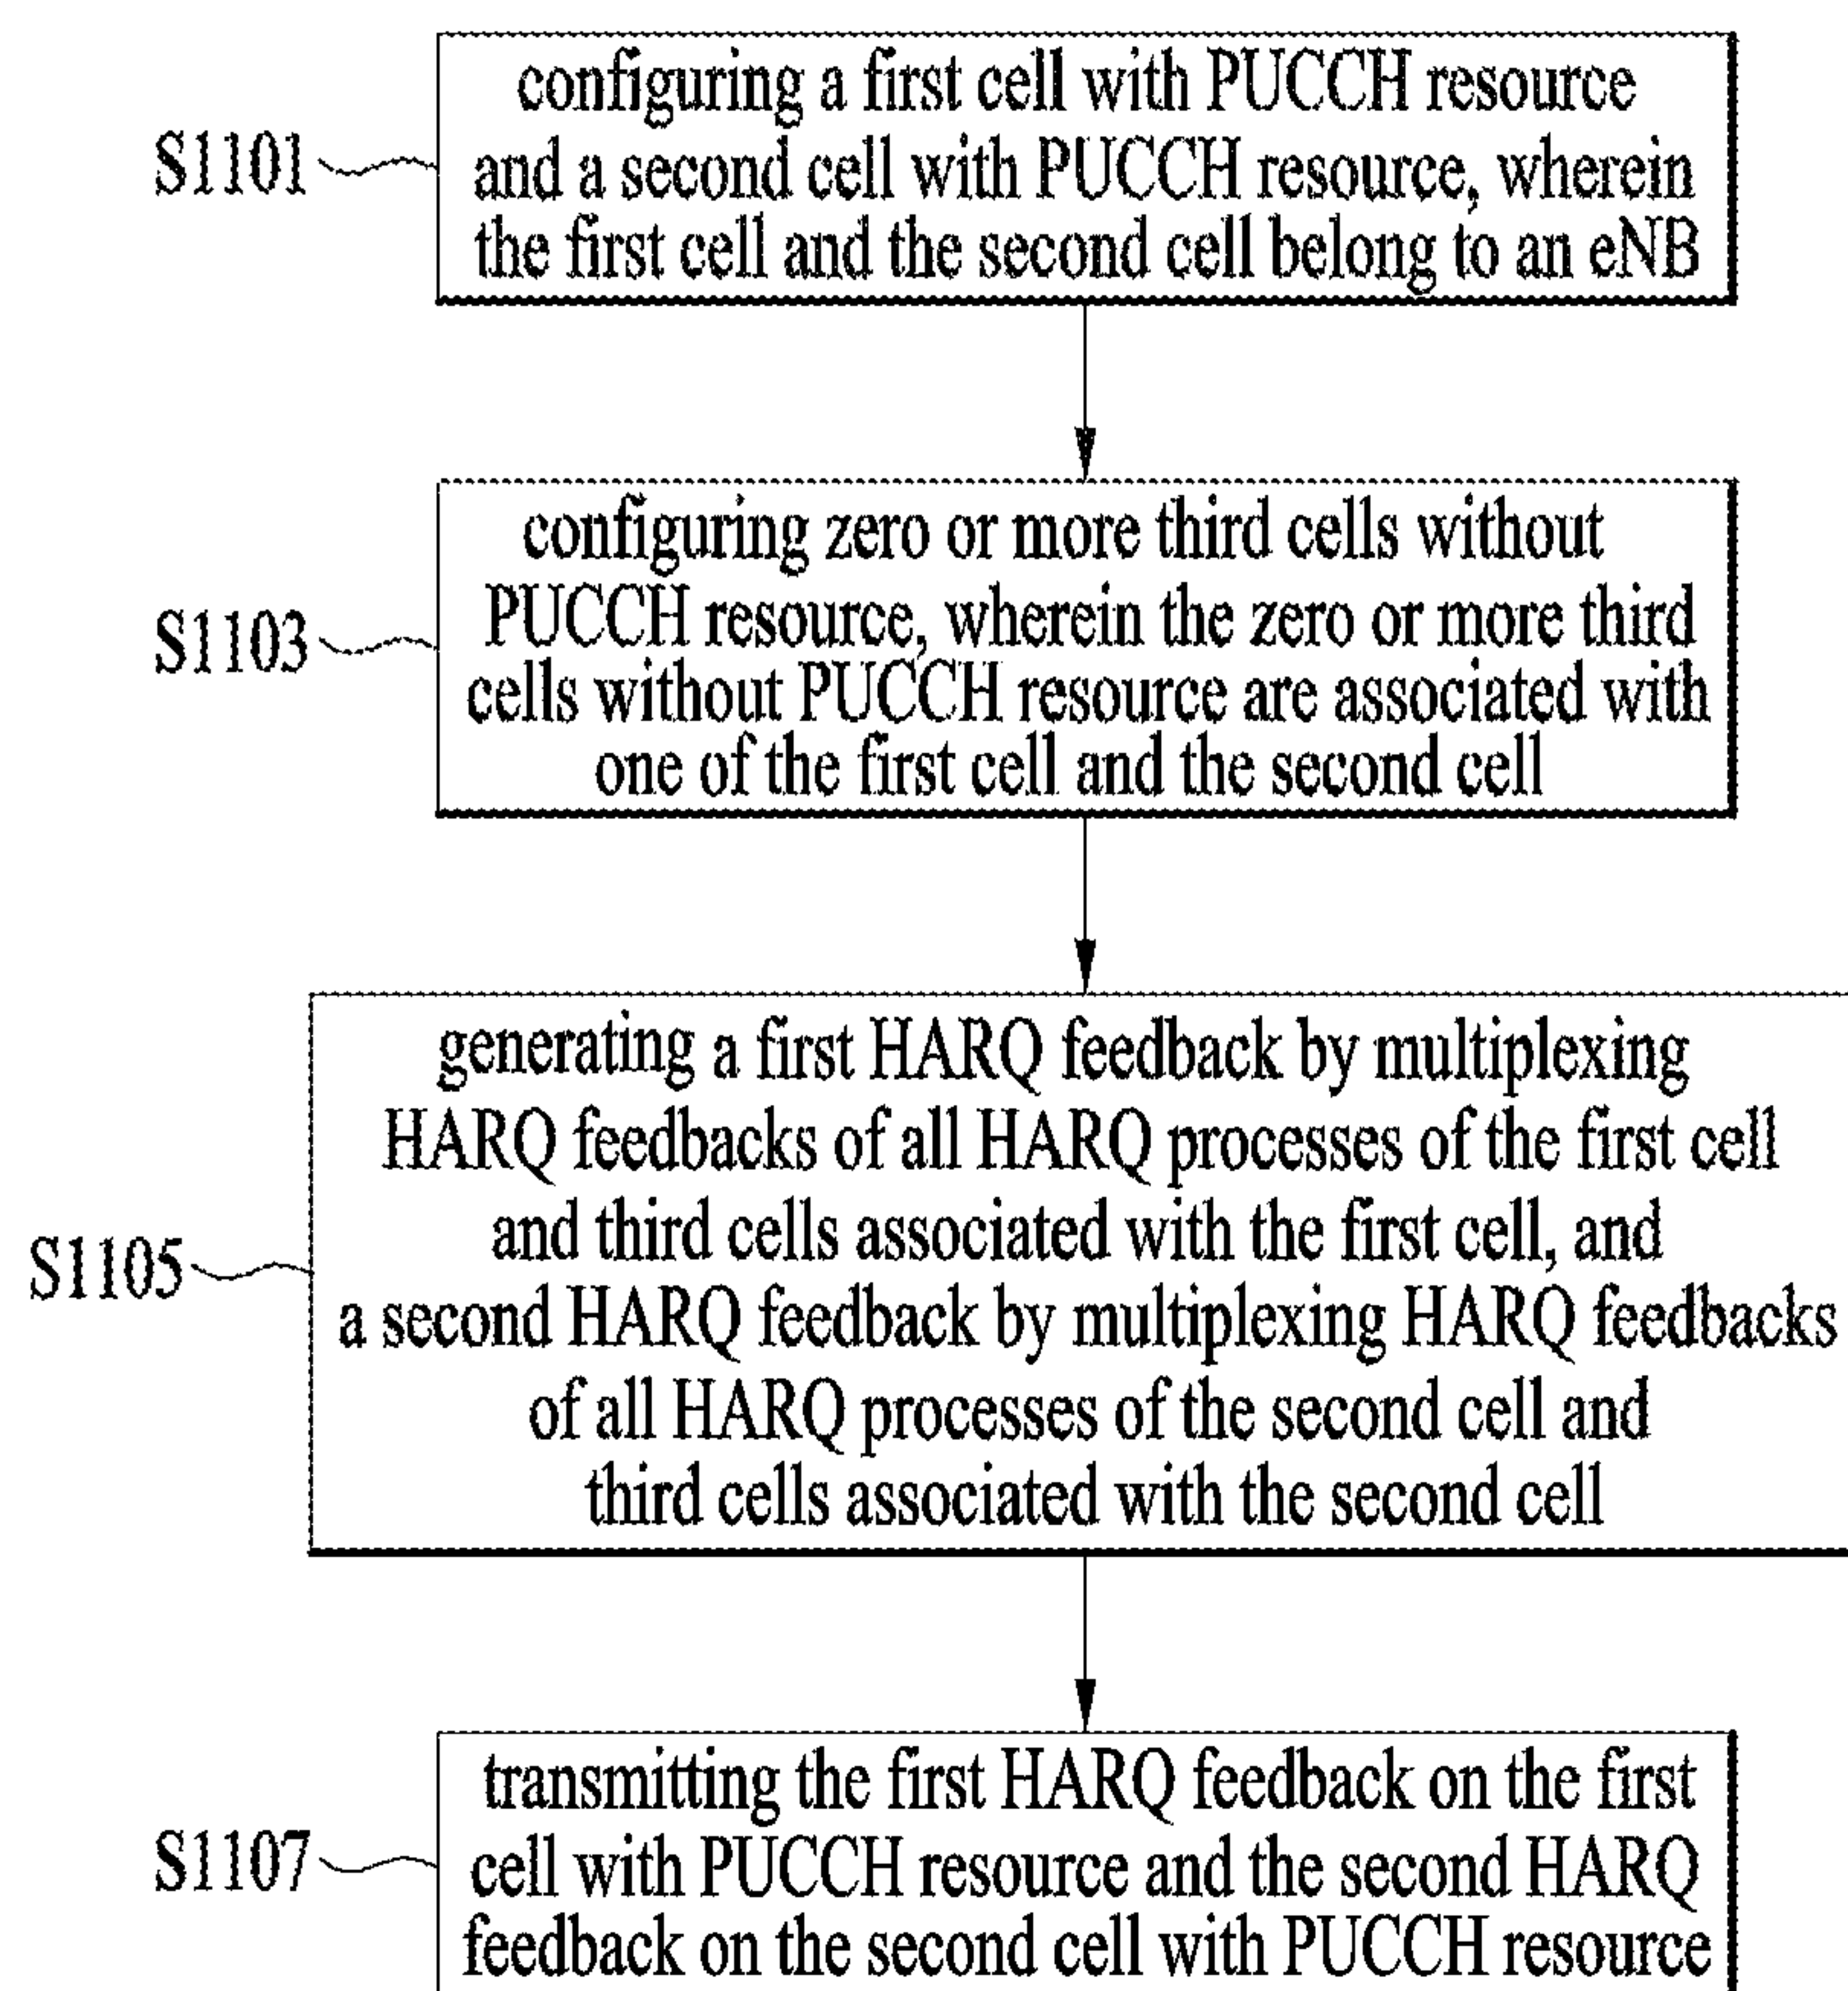 configuring a first cell with PUCCH resource
S1101
and a second cell with PUCCH resource, wherein
the first cell and the second cell belong to an eNB
configuring zero or more third cells without
S1103
PUCCH resource, wherein the zero or more third
cells without PUCCH resource are associated with
one of the first cell and the second cell
generating a first HARQ feedback by multiplexing
HARQ feedbacks of all HARQ processes of the first cell
and third cells associated with the first cell, and
S1105
a second HARQ feedback by multiplexing HARQ feedbacks
of all HARQ processes of the second cell and
third cells associated with the second cell
transmitting the first HARQ feedback on the first
S1107
cell with PUCCH resource and the second HARQ
feedback on the second cell with PUCCH resource